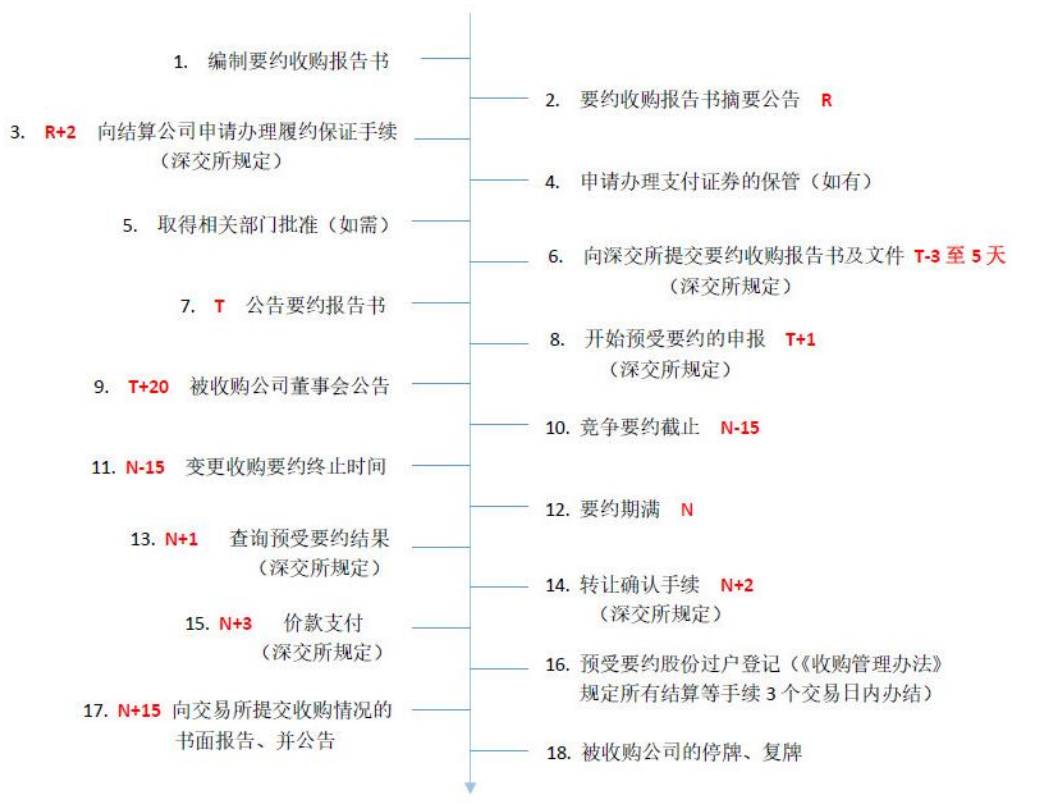 1. 编制要约收购报告书
2. 要约收购报告书摘要公告 R
3. R+2 向结算公司申请办理履约保证手续
（深交所规定）
4. 申请办理支付证券的保管（如有）
5. 取得相关部门批准（如需）
6. 向深交所提交要约收购报告书及文件 T-3 至 5 天
（深交所规定）
7. T 公告要约报告书
8. 开始预受要约的申报 T+1
（深交所规定）
9. T+20 被收购公司董事会公告
10. 竞争要约截止 N-15
11. N-15 变更收购要约终止时间
12. 要约期满 N
13. N+1 查询预受要约结果
（深交所规定）
14. 转让确认手续 N+2
（深交所规定）
15. N+3 价款支付
（深交所规定）
16. 预受要约股份过户登记（《收购管理办法》
规定所有结算等手续 3 个交易日内办结）
17. N+15 向交易所提交收购情况的
书面报告、并公告
18. 被收购公司的停牌、复牌